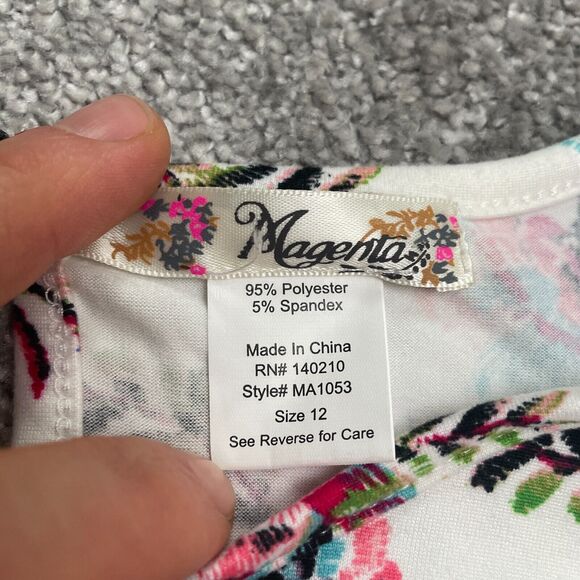 Magenta
95% Polyester
5% Spandex
Made In China
RN# 140210
Style# MA1053
Size 12
See Reverse for Care